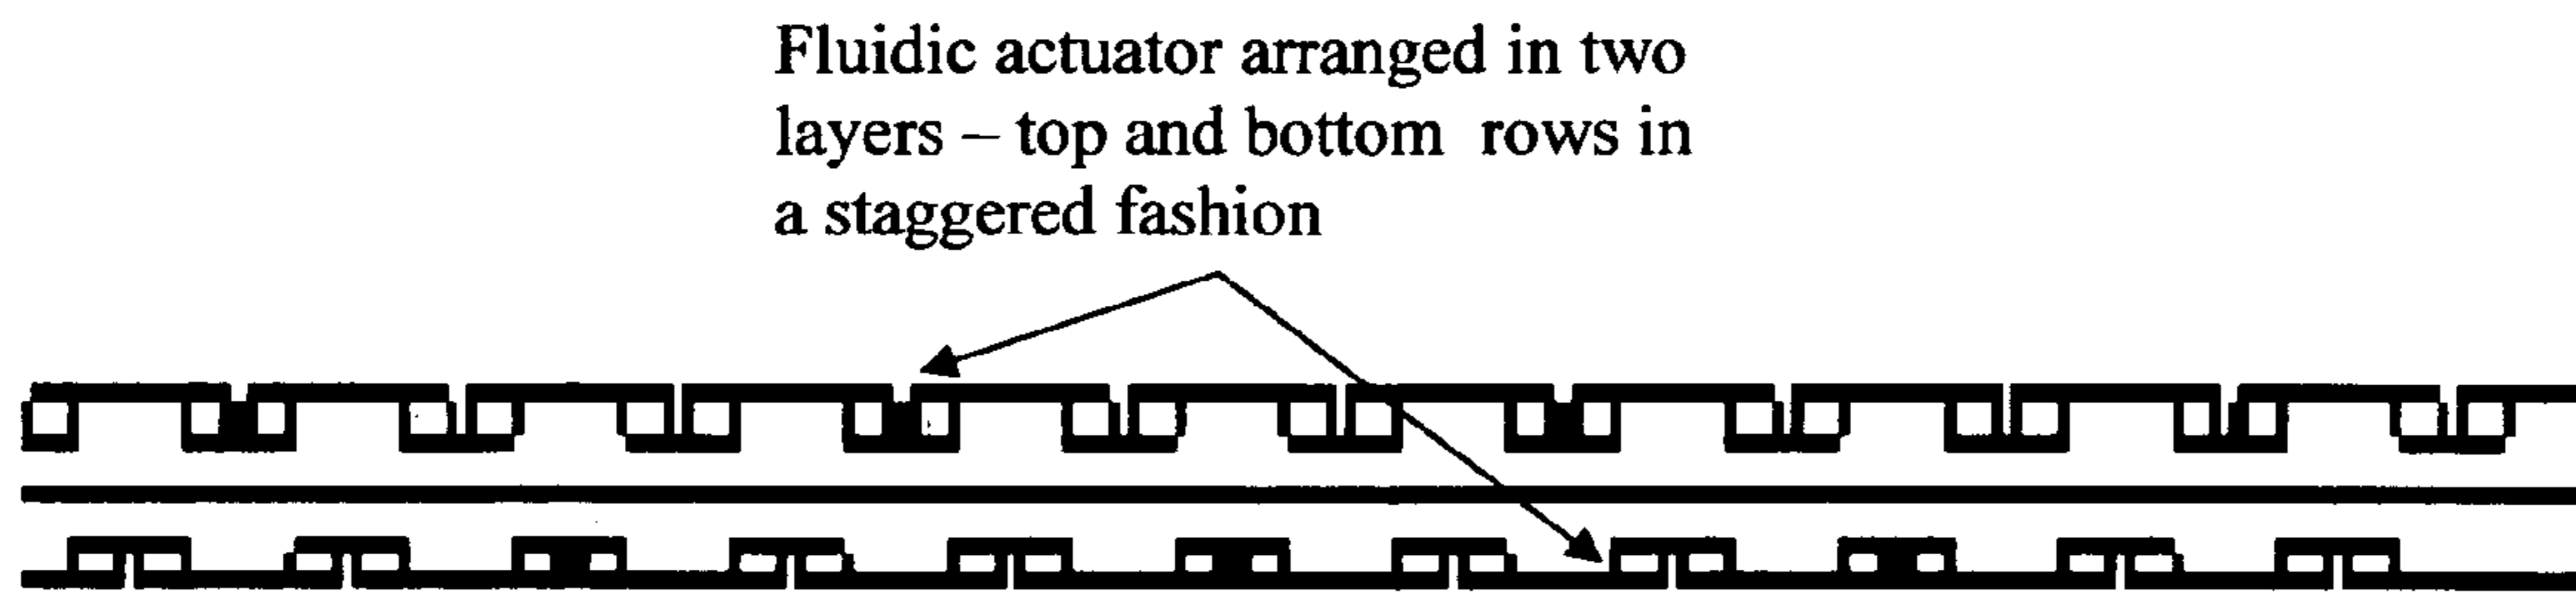 Fluidic actuator arranged in two
layers – top and bottom rows in
a staggered fashion